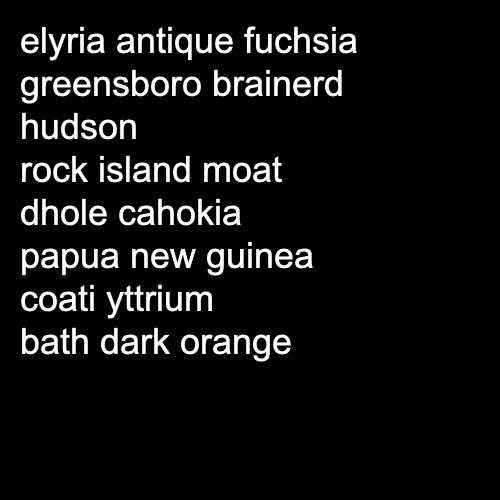 elyria antique fuchsia
greensboro brainerd
hudson
rock island moat
dhole cahokia
papua new guinea
coati yttrium
bath dark orange